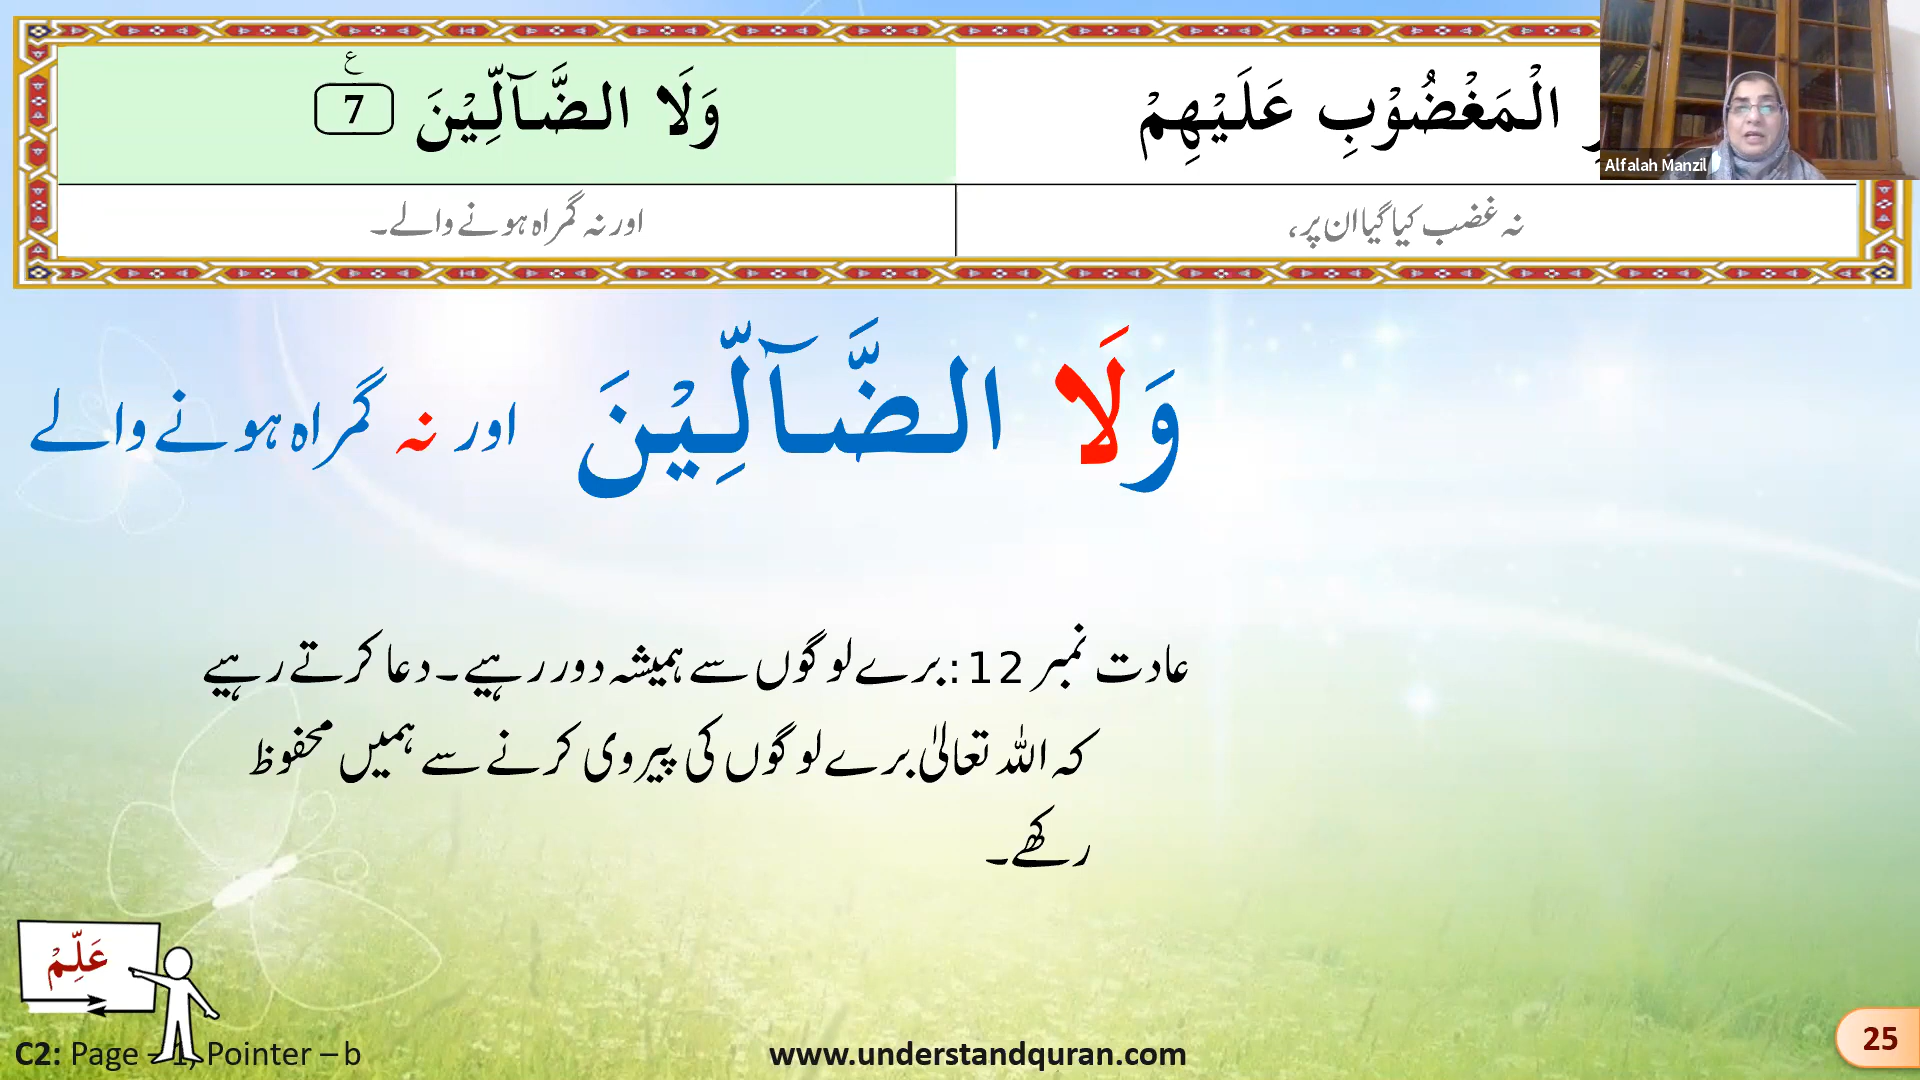 الْمَغْضُوْبِ عَلَيْهِمْ
وَلَا الضَّآلِّيْنَ 7
ع
Alfalah Manzil
نہ غضب کیا گیا ان پر،
اور نہ گمراہ ہونے والے۔
وَلَا الضَّآلِّيْنَ اور نہ گمراہ ہونے والے
عادت نمبر 12: برے لوگوں سے ہمیشہ دور رہیے۔ دعا کرتے رہیے
کہ اللہ تعالیٰ برے لوگوں کی پیروی کرنے سے ہمیں محفوظ
رکھے۔
عَلِّمْ
C2: Page – 1, Pointer – b
www.understandquran.com
25